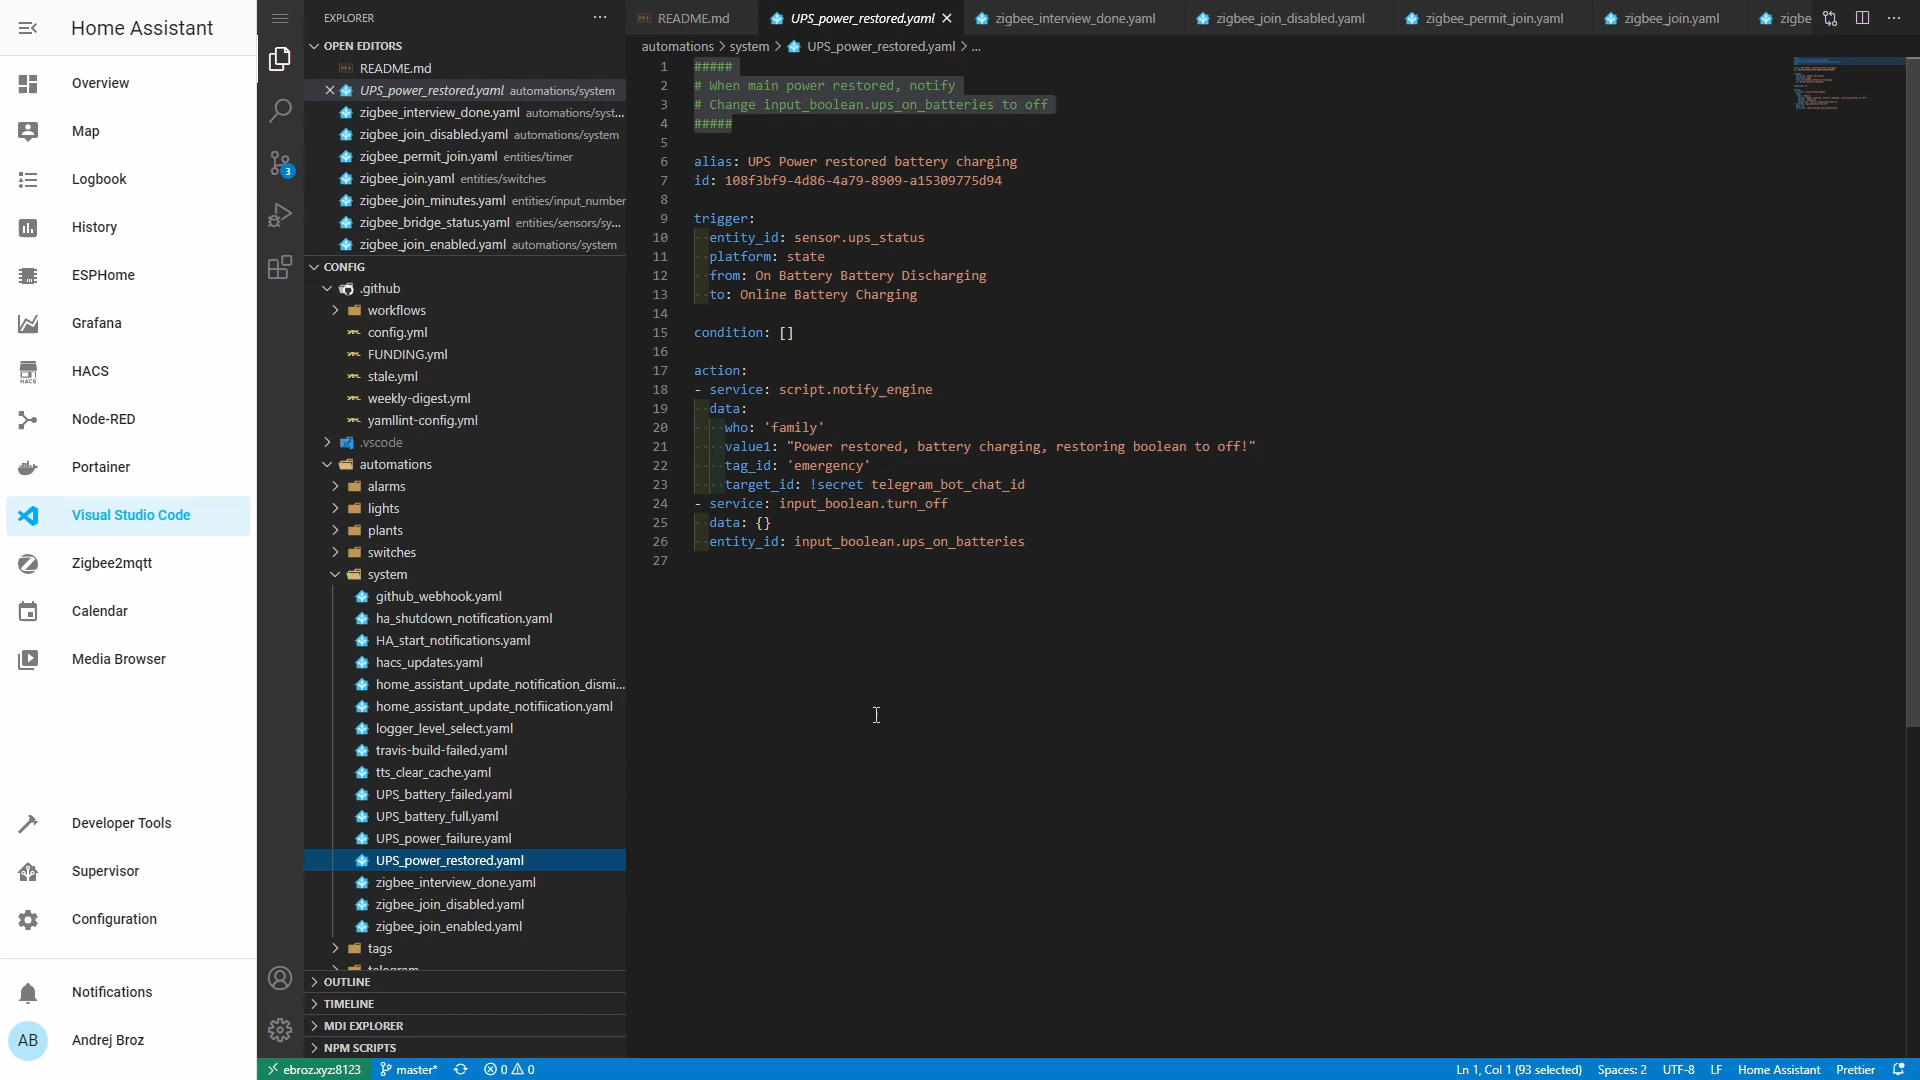 Home Assistant
Overview
Map
Logbook
History
ESPHome
Grafana
HACS
HACS
Node-RED
Portainer
Visual Studio Code
Zigbee2mqtt
Calendar
Media Browser
Developer Tools
Supervisor
Configuration
Notifications
AB
Andrej Broz
EXPLORER
OPEN EDITORS
README.md
UPS_power_restored.yaml automations/system
zigbee_interview_done.yaml automations/syst...
zigbee_join_disabled.yaml automations/system
zigbee_permit_join.yaml entities/timer
zigbee_join.yaml entities/switches
zigbee_join_minutes.yaml entities/input_number
zigbee_bridge_status.yaml entities/sensors/sy...
zigbee_join_enabled.yaml automations/system
3
CONFIG
.github
workflows
config.yml
FUNDING.yml
stale.yml
weekly-digest.yml
yamllint-config.yml
.vscode
automations
alarms
lights
plants
switches
system
github_webhook.yaml
ha_shutdown_notification.yaml
HA_start_notifications.yaml
hacs_updates.yaml
home_assistant_update_notification_dismi...
home_assistant_update_notifiication.yaml
logger_level_select.yaml
travis-build-failed.yaml
tts_clear_cache.yaml
UPS_battery_failed.yaml
UPS_battery_full.yaml
UPS_power_failure.yaml
UPS_power_restored.yaml
zigbee_interview_done.yaml
zigbee_join_disabled.yaml
zigbee_join_enabled.yaml
tags
telegram
OUTLINE
TIMELINE
MDI EXPLORER
NPM SCRIPTS
README.md UPS_power_restored.yaml zigbee_interview_done.yaml zigbee_join_disabled.yaml zigbee_permit_join.yaml zigbee_join.yaml zigbe
automations > system > UPS_power_restored.yaml > ...
1 #####
2 # When main power restored, notify
3 # Change input_boolean.ups_on_batteries to off
4 #####
5
6 alias: UPS Power restored battery charging
7 id: 108f3bf9-4d86-4a79-8909-a15309775d94
8
9 trigger:
10 entity_id: sensor.ups_status
11 platform: state
12 from: On Battery Battery Discharging
13 to: Online Battery Charging
14
15 condition: []
16
17 action:
18 - service: script.notify_engine
19 data:
20 who: 'family'
21 value1: "Power restored, battery charging, restoring boolean to off!"
22 tag_id: 'emergency'
23 target_id: !secret telegram_bot_chat_id
24 - service: input_boolean.turn_off
25 data: {}
26 entity_id: input_boolean.ups_on_batteries
27
ebroz.xyz:8123 master* 0 0 Ln 1, Col 1 (93 selected) Spaces: 2 UTF-8 LF Home Assistant Prettier